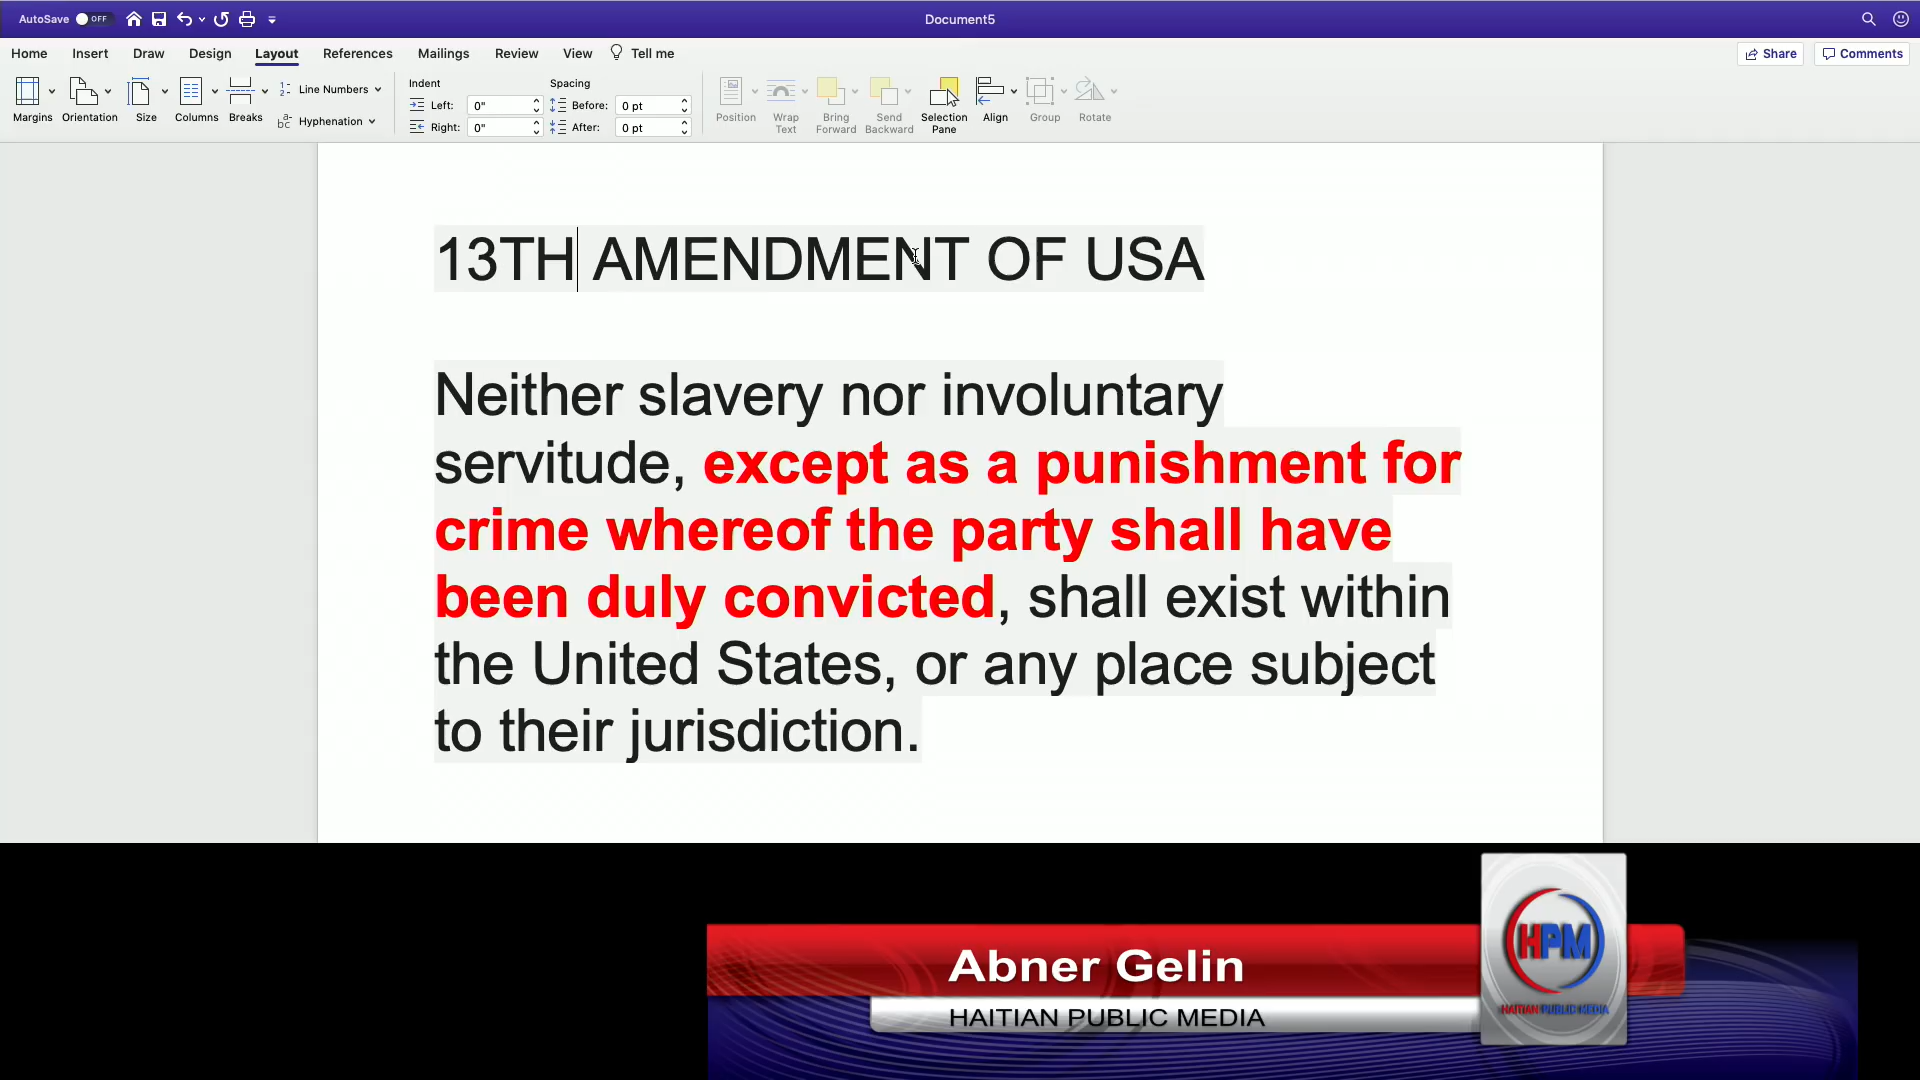 AutoSave OFF
Document5
Home Insert Draw Design Layout References Mailings Review View Tell me
Share Comments
Margins Orientation Size Columns Breaks
Line Numbers
Hyphenation
Indent
Left: 0"
Right: 0"
Spacing
Before: 0 pt
After: 0 pt
Position Wrap Text Bring Forward Send Backward Selection Pane Align Group Rotate
13TH AMENDMENT OF USA
Neither slavery nor involuntary
servitude, except as a punishment for
crime whereof the party shall have
been duly convicted, shall exist within
the United States, or any place subject
to their jurisdiction.
Abner Gelin
HAITIAN PUBLIC MEDIA
HPM
HAITIAN PUBLIC MEDIA